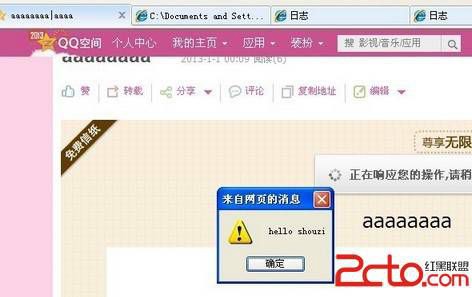 aaaaaaaa|aaaa
C:\Documents and Sett...
日志
日志
2013 QQ空间 个人中心 我的主页 应用 装扮 搜 影视/音乐/应用
aaaaaaaa 2013-1-1 00:09 阅读(6)
赞 转载 分享 评论 复制地址 编辑
免费信纸
尊享无限
正在响应您的操作,请稍
来自网页的消息
aaaaaaaa
hello shouzi
确定
2cto.com
红黑联盟